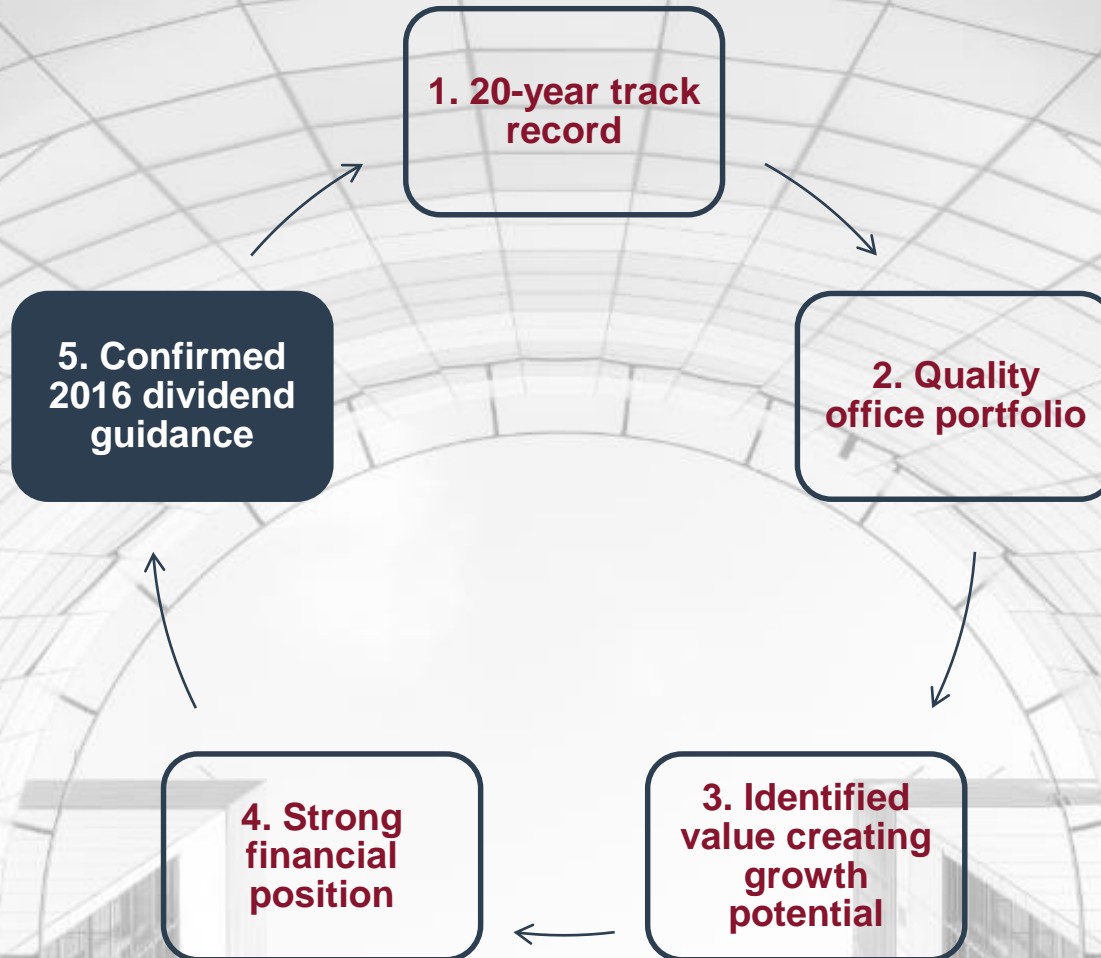 1. 20-year track
record
2. Quality
office portfolio
3. Identified
value creating
growth
potential
4. Strong
financial
position
5. Confirmed
2016 dividend
guidance